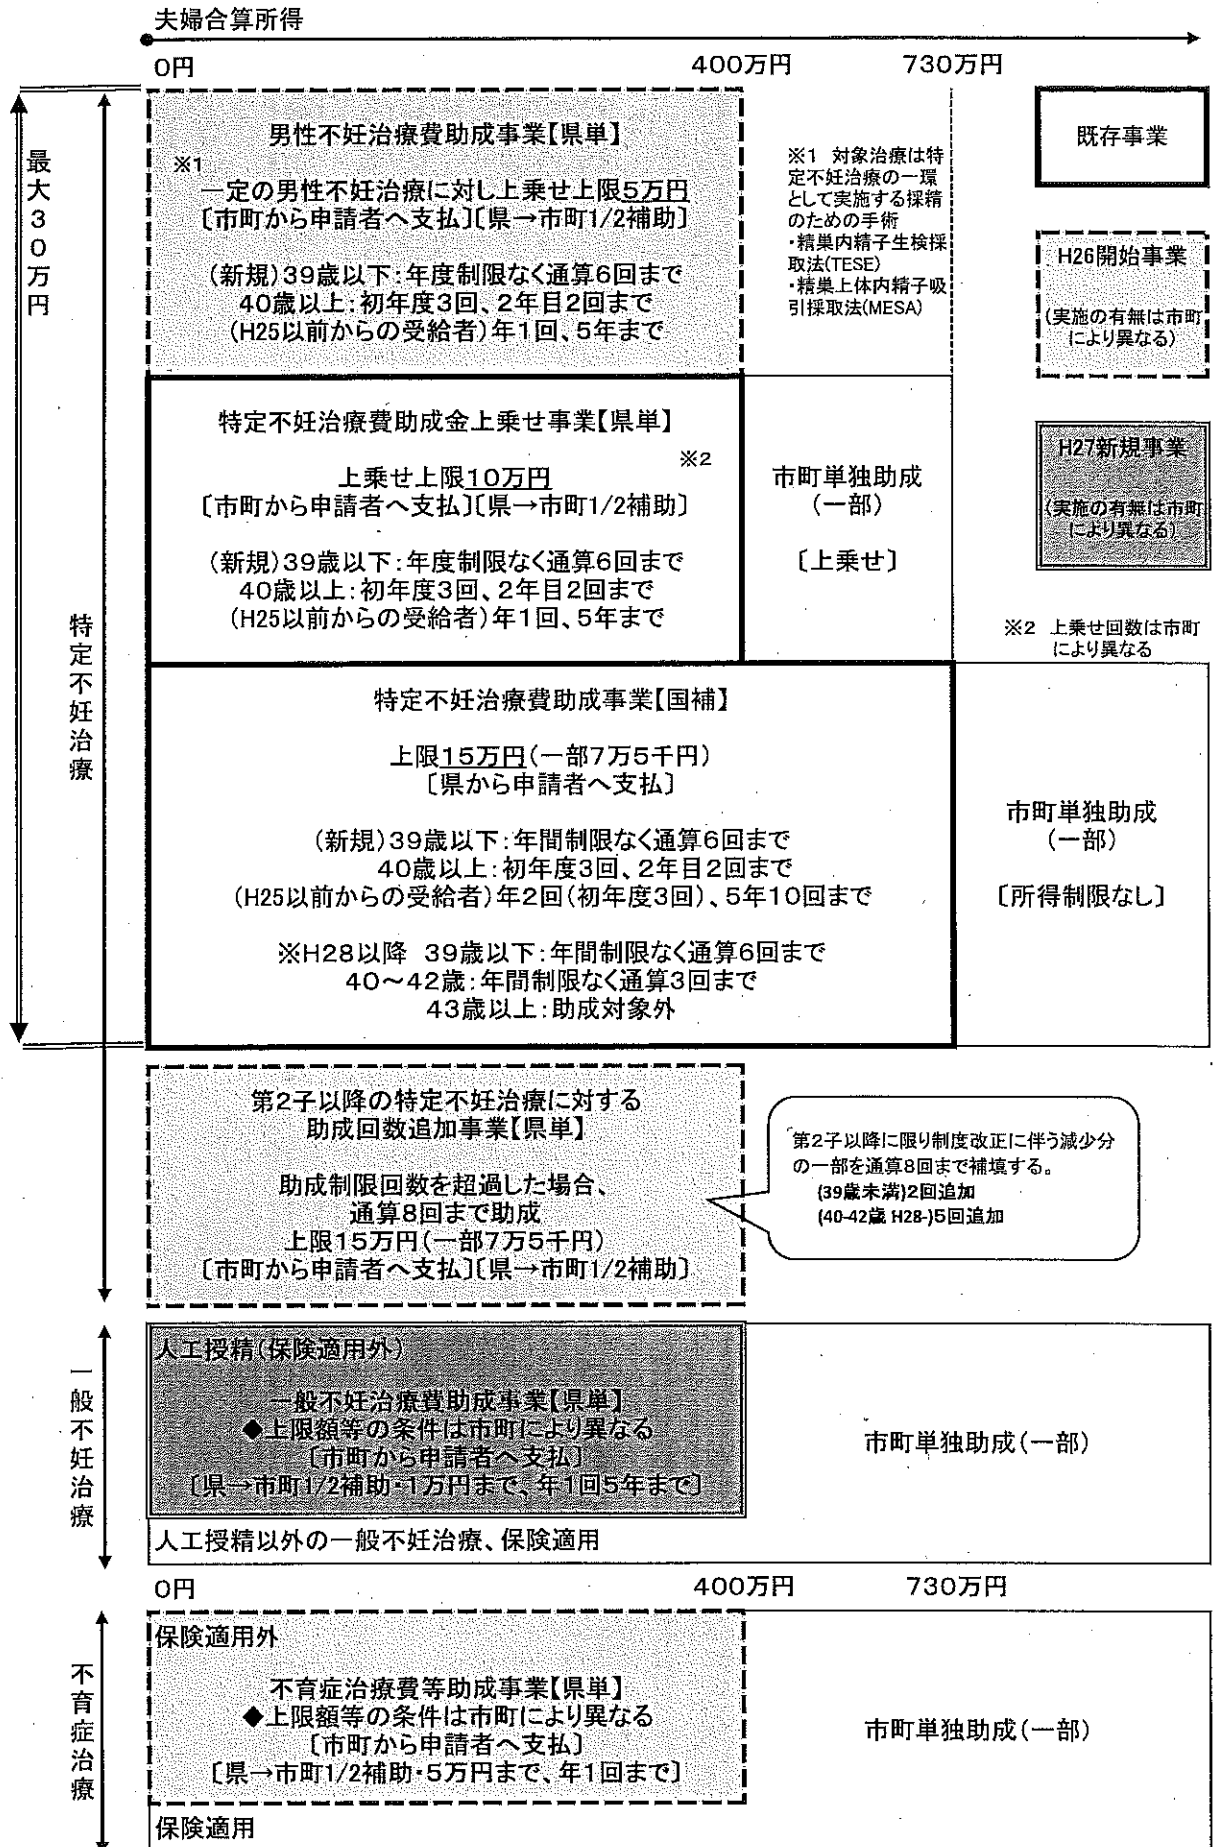 夫婦合算所得
0円
400万円
730万円
最大30万円
特定不妊治療
男性不妊治療費助成事業【県単】
※1
一定の男性不妊治療に対し上乗せ上限5万円
〔市町から申請者へ支払〕〔県→市町1/2補助〕
(新規)39歳以下:年度制限なく通算6回まで
40歳以上:初年度3回、2年目2回まで
(H25以前からの受給者)年1回、5年まで
※1 対象治療は特
定不妊治療の一環
として実施する採精
のための手術
・精巣内精子生検採
取法(TESE)
・精巣上体内精子吸
引採取法(MESA)
既存事業
H26開始事業
(実施の有無は市町
により異なる)
H27新規事業
(実施の有無は市町
により異なる)
特定不妊治療費助成金上乗せ事業【県単】
※2
上乗せ上限10万円
〔市町から申請者へ支払〕〔県→市町1/2補助〕
(新規)39歳以下:年度制限なく通算6回まで
40歳以上:初年度3回、2年目2回まで
(H25以前からの受給者)年1回、5年まで
市町単独助成
(一部)
〔上乗せ〕
※2 上乗せ回数は市町
により異なる
特定不妊治療費助成事業【国補】
上限15万円(一部7万5千円)
〔県から申請者へ支払〕
(新規)39歳以下:年間制限なく通算6回まで
40歳以上:初年度3回、2年目2回まで
(H25以前からの受給者)年2回(初年度3回)、5年10回まで
※H28以降 39歳以下:年間制限なく通算6回まで
40～42歳:年間制限なく通算3回まで
43歳以上:助成対象外
市町単独助成
(一部)
〔所得制限なし〕
第2子以降の特定不妊治療に対する
助成回数追加事業【県単】
助成制限回数を超過した場合、
通算8回まで助成
上限15万円(一部7万5千円)
〔市町から申請者へ支払〕〔県→市町1/2補助〕
第2子以降に限り制度改正に伴う減少分
の一部を通算8回まで補填する。
(39歳未満)2回追加
(40-42歳 H28-)5回追加
一般不妊治療
人工授精(保険適用外)
一般不妊治療費助成事業【県単】
◆上限額等の条件は市町により異なる
〔市町から申請者へ支払〕
〔県→市町1/2補助・1万円まで、年1回5年まで〕
人工授精以外の一般不妊治療、保険適用
市町単独助成(一部)
0円
400万円
730万円
不育症治療
保険適用外
不育症治療費等助成事業【県単】
◆上限額等の条件は市町により異なる
〔市町から申請者へ支払〕
〔県→市町1/2補助・5万円まで、年1回まで〕
保険適用
市町単独助成(一部)